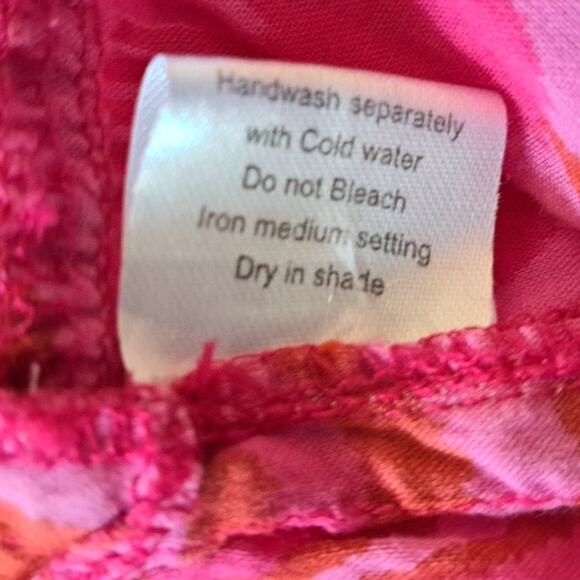 Handwash separately
with Cold water
Do not Bleach
Iron medium setting
Dry in shade